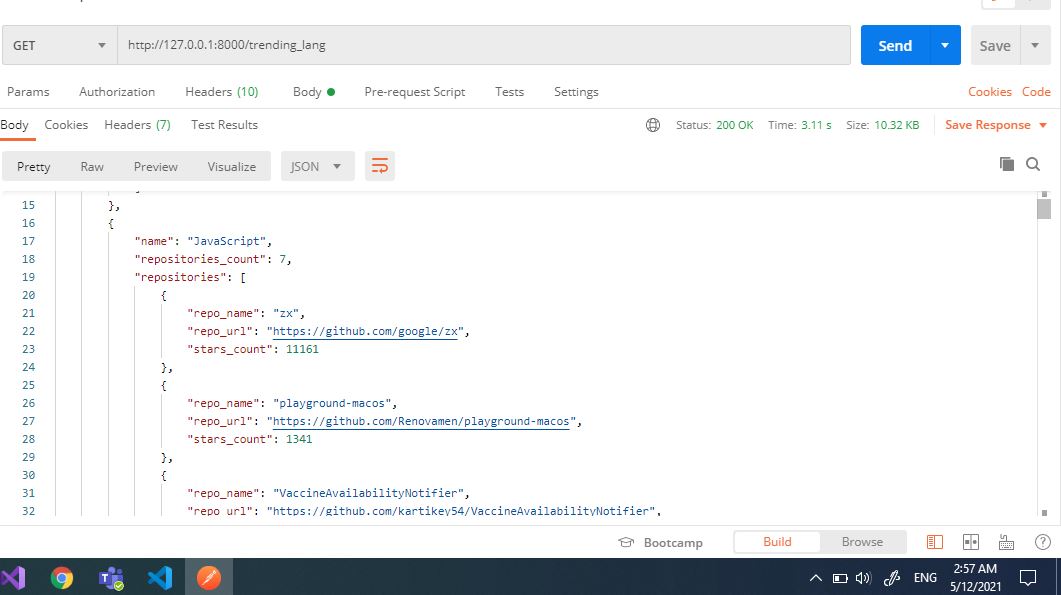 GET http://127.0.0.1:8000/trending_lang Send Save
Params Authorization Headers (10) Body Pre-request Script Tests Settings Cookies Code
Body Cookies Headers (7) Test Results Status: 200 OK Time: 3.11 s Size: 10.32 KB Save Response
Pretty Raw Preview Visualize JSON
15 },
16 {
17 "name": "JavaScript",
18 "repositories_count": 7,
19 "repositories": [
20 {
21 "repo_name": "zx",
22 "repo_url": "https://github.com/google/zx",
23 "stars_count": 11161
24 },
25 {
26 "repo_name": "playground-macos",
27 "repo_url": "https://github.com/Renovamen/playground-macos",
28 "stars_count": 1341
29 },
30 {
31 "repo_name": "VaccineAvailabilityNotifier",
32 "repo_url": "https://github.com/kartikey54/VaccineAvailabilityNotifier",
Bootcamp Build Browse
ENG 2:57 AM
5/12/2021